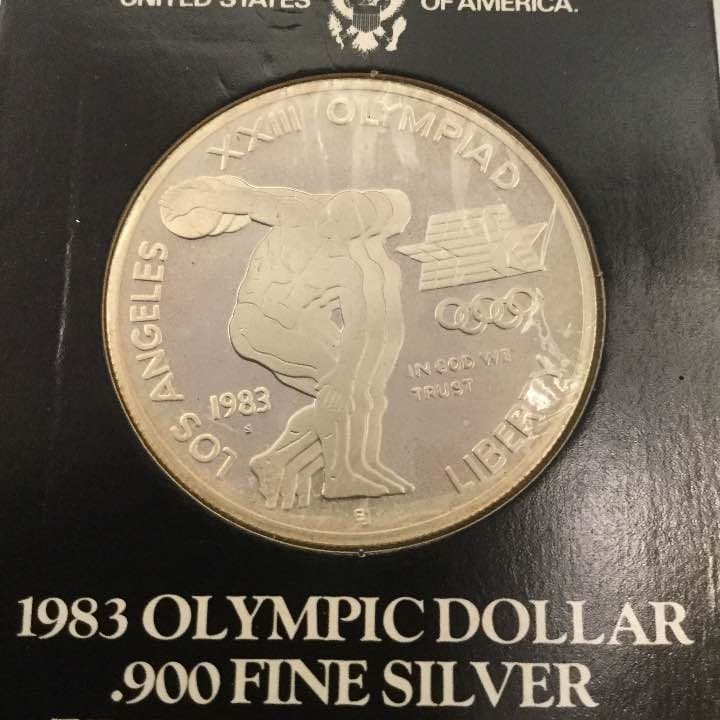 UNITED STATES OF AMERICA.
XXIII OLYMPIAD
LOS ANGELES
1983
S
IN GOD WE
TRUST
LIBERTY
1983 OLYMPIC DOLLAR
.900 FINE SILVER